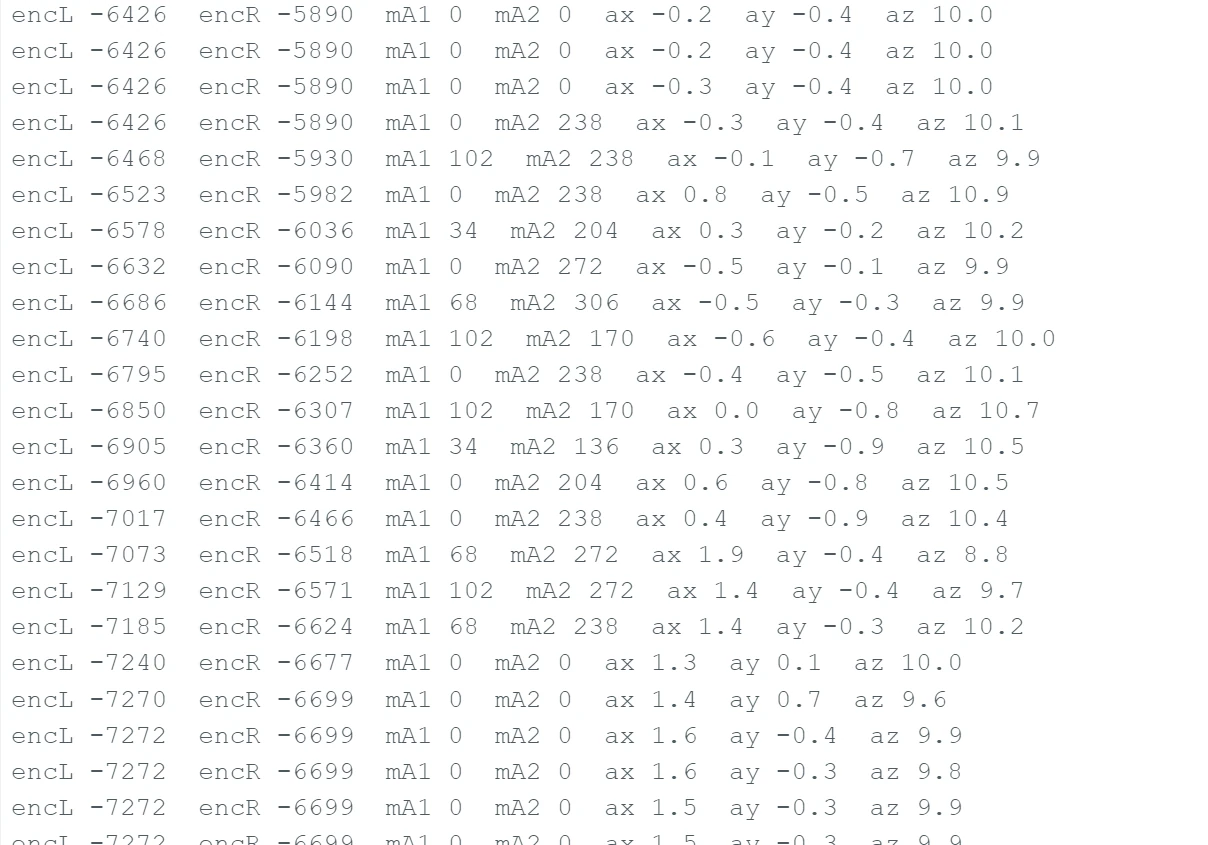 encL -6426  encR -5890  mA1 0  mA2 0  ax -0.2  ay -0.4  az 10.0
encL -6426  encR -5890  mA1 0  mA2 0  ax -0.2  ay -0.4  az 10.0
encL -6426  encR -5890  mA1 0  mA2 0  ax -0.3  ay -0.4  az 10.0
encL -6426  encR -5890  mA1 0  mA2 238  ax -0.3  ay -0.4  az 10.1
encL -6468  encR -5930  mA1 102  mA2 238  ax -0.1  ay -0.7  az 9.9
encL -6523  encR -5982  mA1 0  mA2 238  ax 0.8  ay -0.5  az 10.9
encL -6578  encR -6036  mA1 34  mA2 204  ax 0.3  ay -0.2  az 10.2
encL -6632  encR -6090  mA1 0  mA2 272  ax -0.5  ay -0.1  az 9.9
encL -6686  encR -6144  mA1 68  mA2 306  ax -0.5  ay -0.3  az 9.9
encL -6740  encR -6198  mA1 102  mA2 170  ax -0.6  ay -0.4  az 10.0
encL -6795  encR -6252  mA1 0  mA2 238  ax -0.4  ay -0.5  az 10.1
encL -6850  encR -6307  mA1 102  mA2 170  ax 0.0  ay -0.8  az 10.7
encL -6905  encR -6360  mA1 34  mA2 136  ax 0.3  ay -0.9  az 10.5
encL -6960  encR -6414  mA1 0  mA2 204  ax 0.6  ay -0.8  az 10.5
encL -7017  encR -6466  mA1 0  mA2 238  ax 0.4  ay -0.9  az 10.4
encL -7073  encR -6518  mA1 68  mA2 272  ax 1.9  ay -0.4  az 8.8
encL -7129  encR -6571  mA1 102  mA2 272  ax 1.4  ay -0.4  az 9.7
encL -7185  encR -6624  mA1 68  mA2 238  ax 1.4  ay -0.3  az 10.2
encL -7240  encR -6677  mA1 0  mA2 0  ax 1.3  ay 0.1  az 10.0
encL -7270  encR -6699  mA1 0  mA2 0  ax 1.4  ay 0.7  az 9.6
encL -7272  encR -6699  mA1 0  mA2 0  ax 1.6  ay -0.4  az 9.9
encL -7272  encR -6699  mA1 0  mA2 0  ax 1.6  ay -0.3  az 9.8
encL -7272  encR -6699  mA1 0  mA2 0  ax 1.5  ay -0.3  az 9.9
encL -7272  encR -6699  mA1 0  mA2 0  ax 1.5  ay -0.3  az 9.9